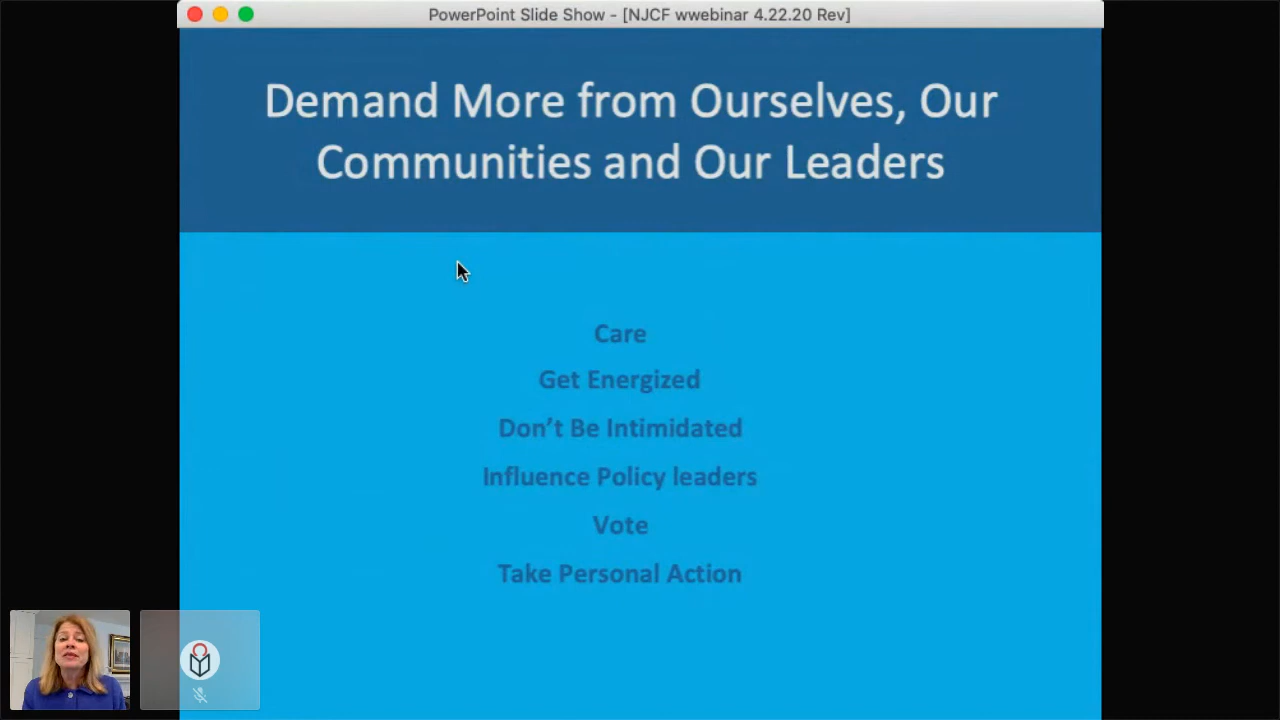 PowerPoint Slide Show - [NJCF wwebinar 4.22.20 Rev]
Demand More from Ourselves, Our
Communities and Our Leaders
Care
Get Energized
Don’t Be Intimidated
Influence Policy leaders
Vote
Take Personal Action